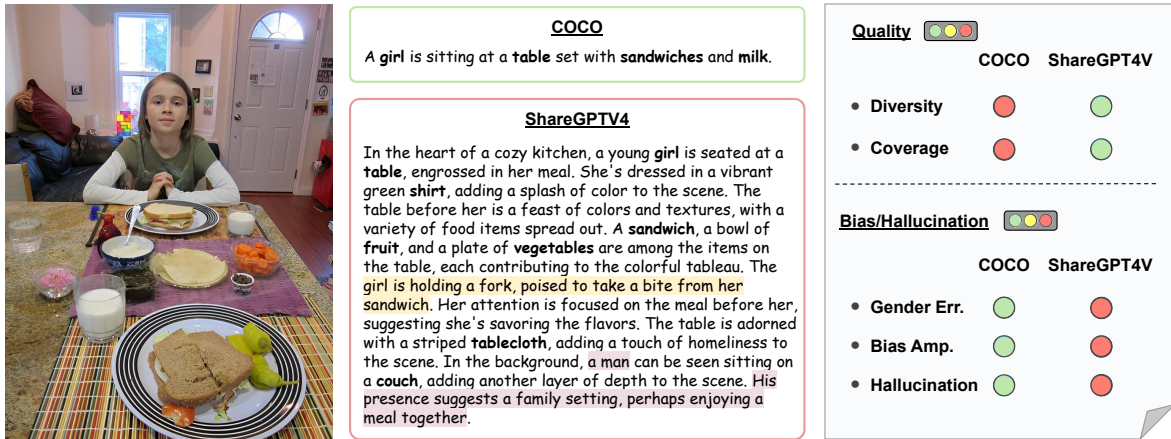 COCO
A girl is sitting at a table set with sandwiches and milk.
ShareGPTV4
In the heart of a cozy kitchen, a young girl is seated at a
table, engrossed in her meal. She's dressed in a vibrant
green shirt, adding a splash of color to the scene. The
table before her is a feast of colors and textures, with a
variety of food items spread out. A sandwich, a bowl of
fruit, and a plate of vegetables are among the items on
the table, each contributing to the colorful tableau. The
girl is holding a fork, poised to take a bite from her
sandwich. Her attention is focused on the meal before her,
suggesting she's savoring the flavors. The table is adorned
with a striped tablecloth, adding a touch of homeliness to
the scene. In the background, a man can be seen sitting on
a couch, adding another layer of depth to the scene. His
presence suggests a family setting, perhaps enjoying a
meal together.
Quality
COCO ShareGPT4V
• Diversity
• Coverage
Bias/Hallucination
COCO ShareGPT4V
• Gender Err.
• Bias Amp.
• Hallucination